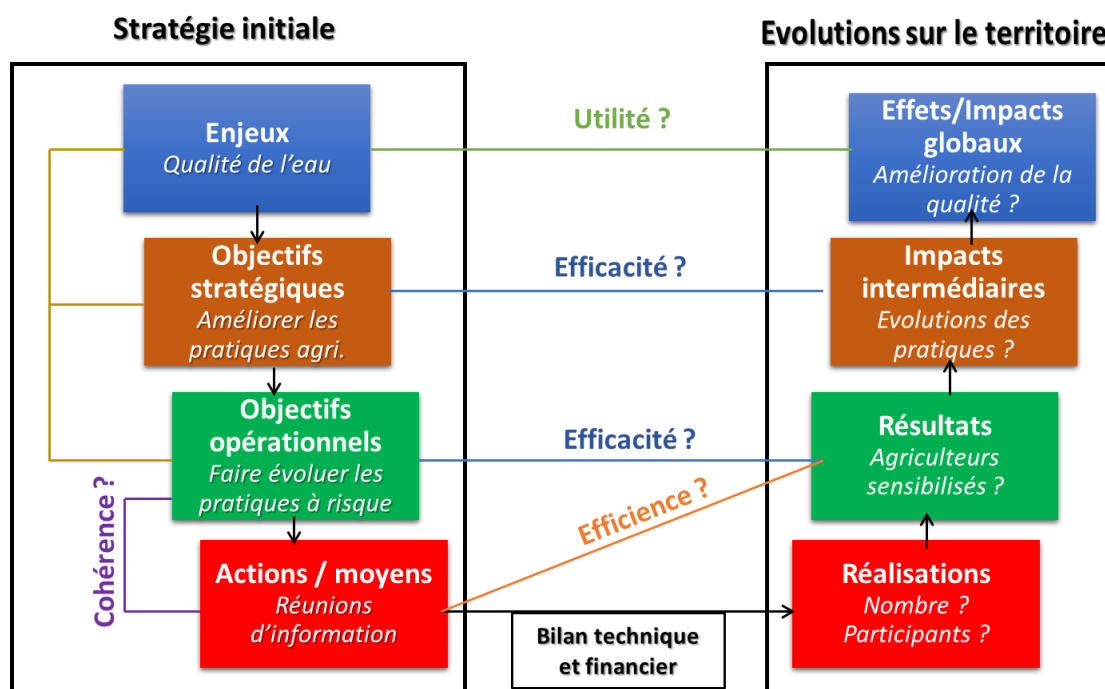 Stratégie initiale
Evolutions sur le territoire
Enjeux
Qualité de l'eau
Utilité ?
Effets/Impacts
globaux
Amélioration de la
qualité ?
Objectifs
stratégiques
Améliorer les
pratiques agri.
Efficacité ?
Impacts
intermédiaires
Evolutions des
pratiques ?
Objectifs
opérationnels
Faire évoluer les
pratiques à risque
Efficacité ?
Résultats
Agriculteurs
sensibilisés ?
Cohérence ?
Efficience ?
Actions / moyens
Réunions
d'information
Bilan technique
et financier
Réalisations
Nombre ?
Participants ?